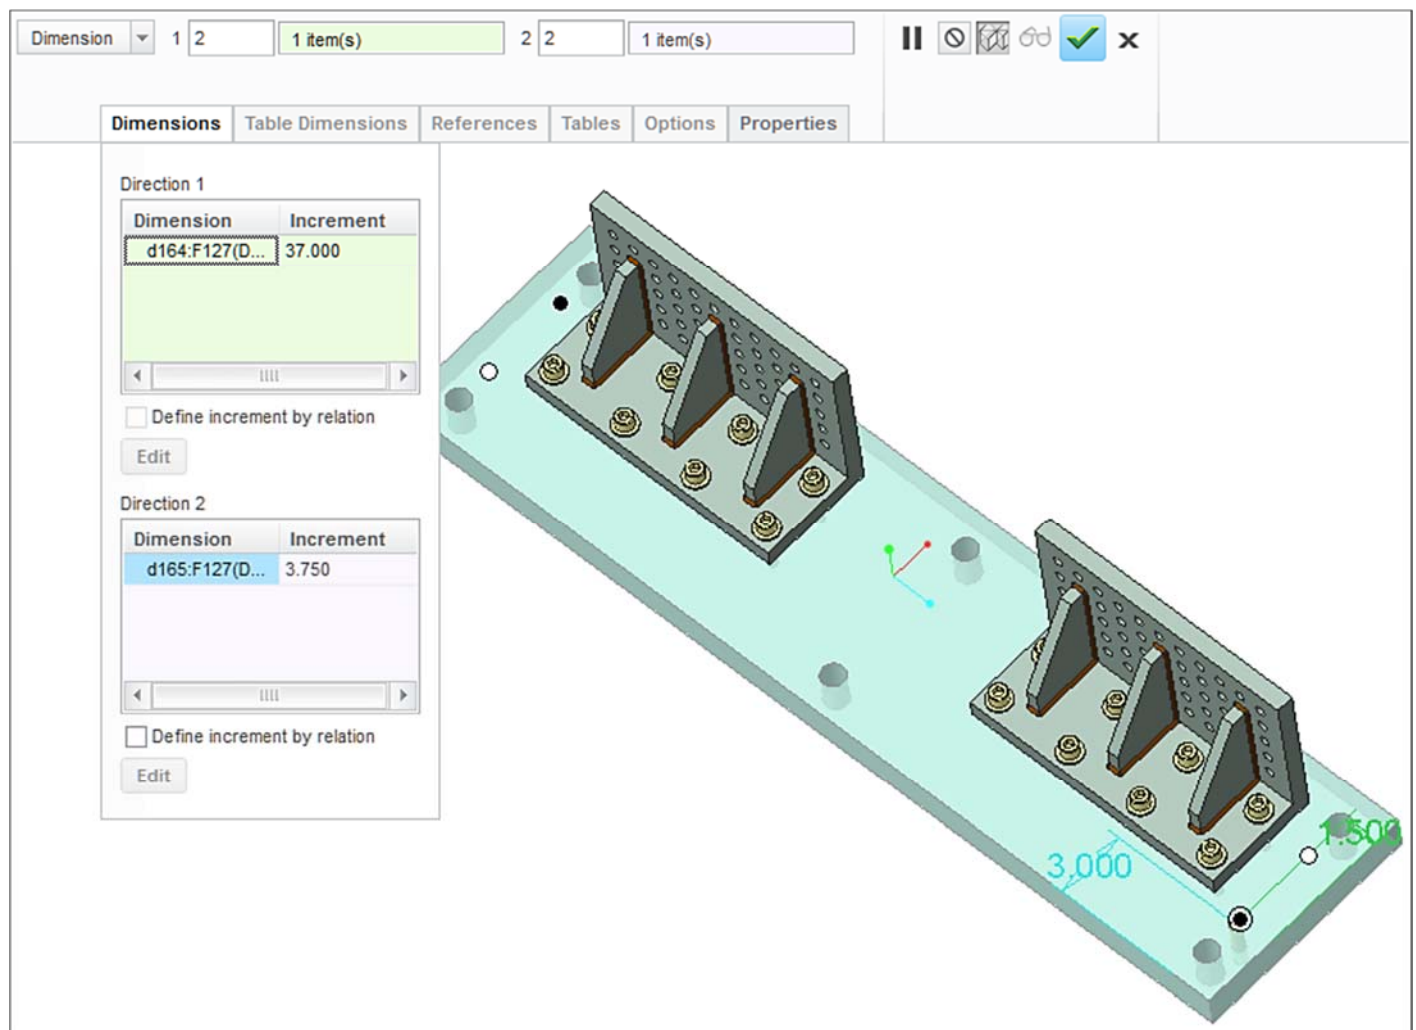 Dimension 1 2 1 item(s) 2 2 1 item(s)
Dimensions Table Dimensions References Tables Options Properties
Direction 1
Dimension Increment
d164:F127(D... 37.000
Define increment by relation
Edit
Direction 2
Dimension Increment
d165:F127(D... 3.750
Define increment by relation
Edit
1.500
3.000